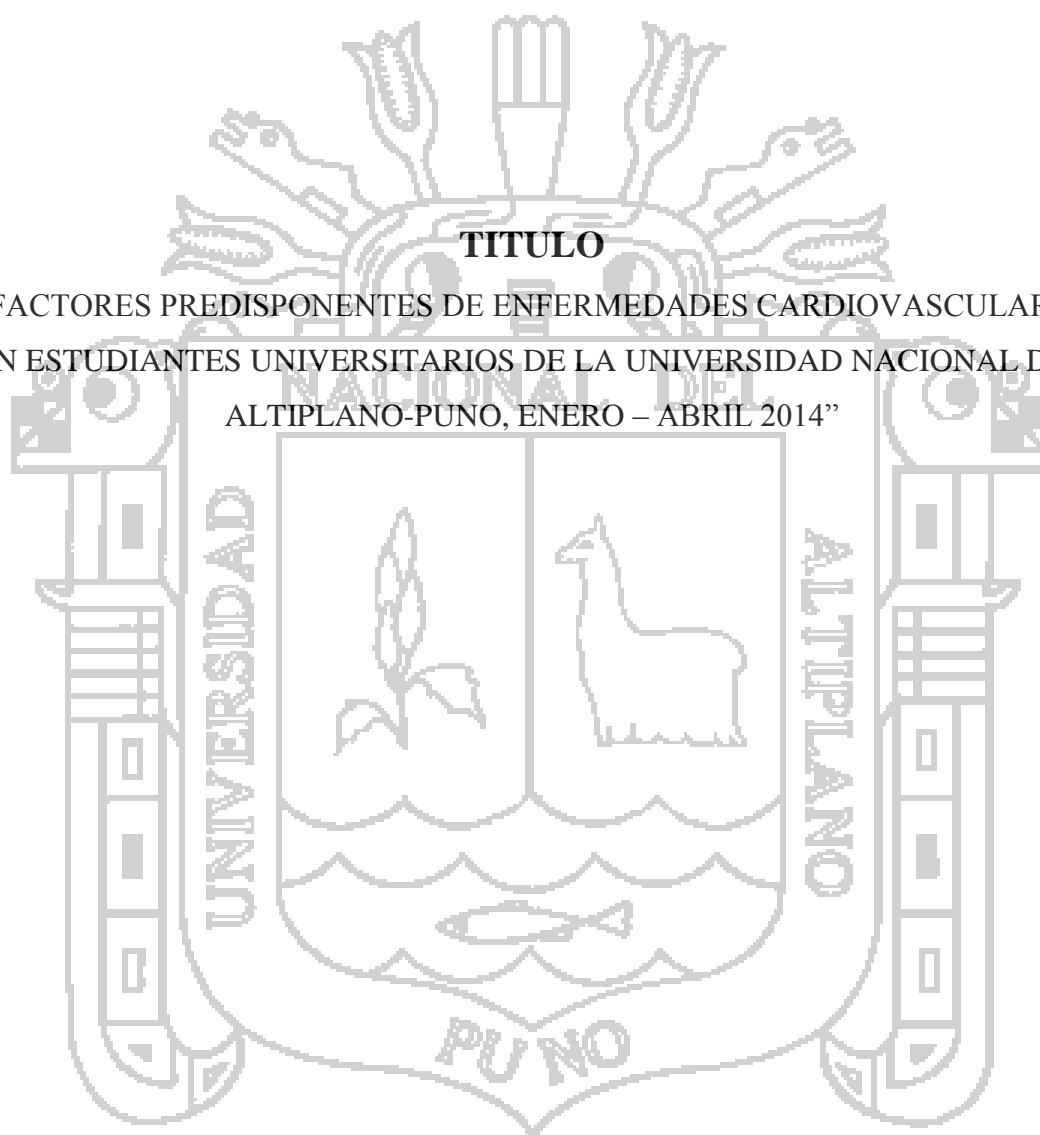 TITULO
FACTORES PREDISPONENTES DE ENFERMEDADES CARDIOVASCULAR
N ESTUDIANTES UNIVERSITARIOS DE LA UNIVERSIDAD NACIONAL D
ALTIPLANO-PUNO, ENERO – ABRIL 2014”
NACIONAL DEL
UNIVERSIDAD
ALTIPLANO
PUNO